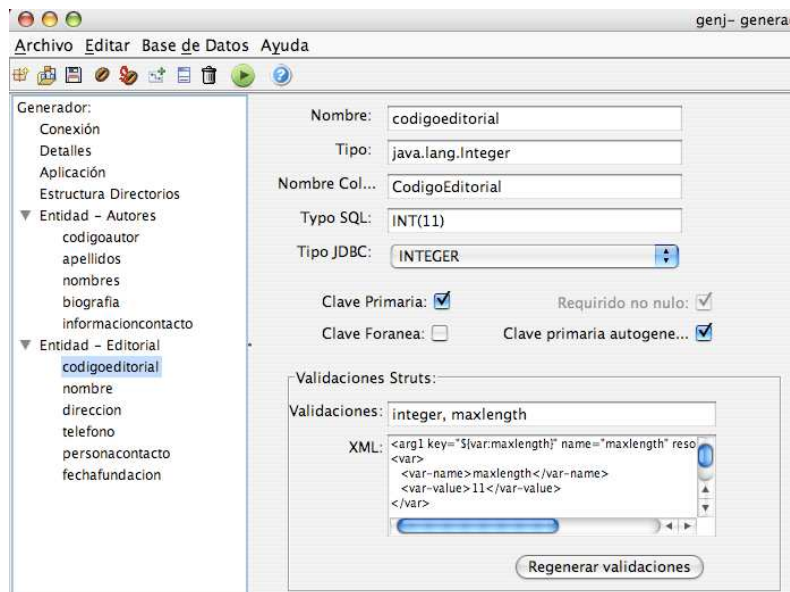 genj- genera
Archivo Editar Base de Datos Ayuda
Generador:
Conexión
Detalles
Aplicación
Estructura Directorios
Entidad - Autores
codigoautor
apellidos
nombres
biografia
informacioncontacto
Entidad - Editorial
codigoeditorial
nombre
direccion
telefono
personacontacto
fechafundacion
Nombre: codigoeditorial
Tipo: java.lang.Integer
Nombre Col... CodigoEditorial
Typo SQL: INT(11)
Tipo JDBC: INTEGER
Clave Primaria: Requirido no nulo:
Clave Foranea: Clave primaria autogene...
Validaciones Struts:
Validaciones: integer, maxlength
XML: <arg1 key="${var:maxlength}" name="maxlength" reso
<var>
<var-name>maxlength</var-name>
<var-value>11</var-value>
</var>
Regenerar validaciones